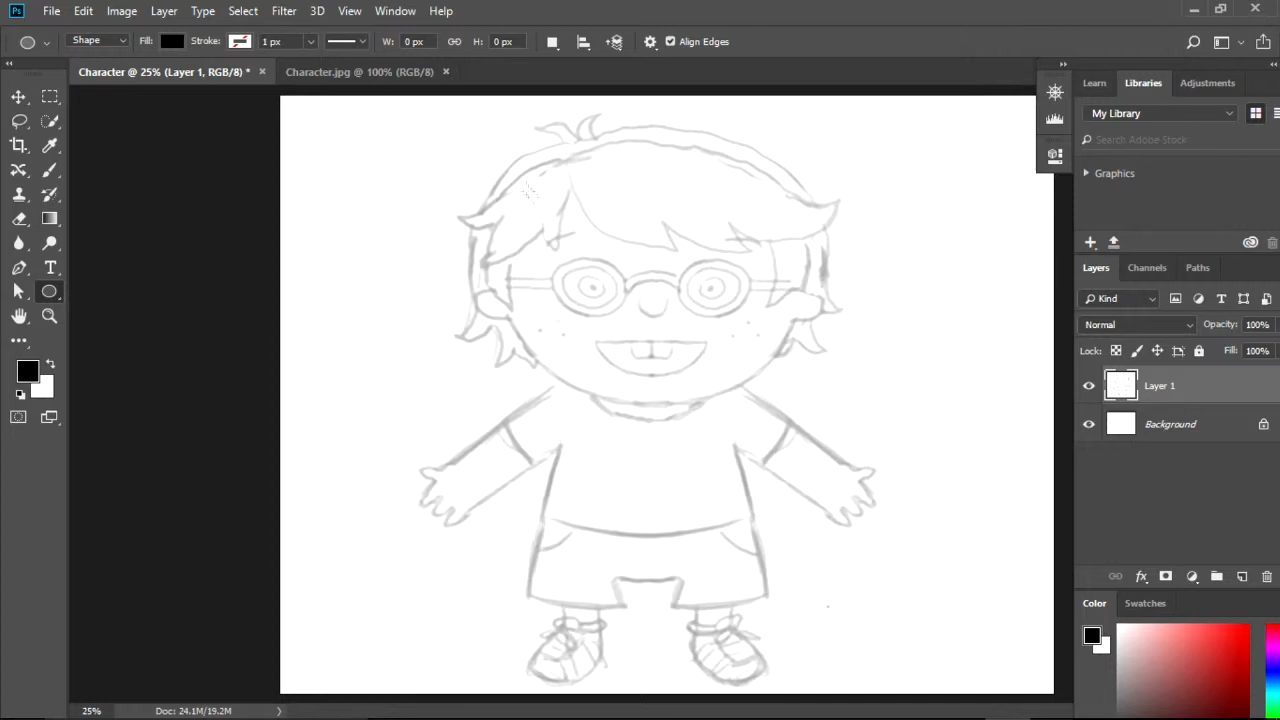 Ps File Edit Image Layer Type Select Filter 3D View Window Help
Shape Fill: Stroke: 1 px W: 0 px H: 0 px Align Edges
Character @ 25% (Layer 1, RGB/8) * × Character.jpg @ 100% (RGB/8) ×
Learn Libraries Adjustments
My Library
Search Adobe Stock
Graphics
Layers Channels Paths
Kind
Normal Opacity: 100%
Lock: Fill: 100%
Layer 1
Background
Color Swatches
25% Doc: 24.1M/19.2M